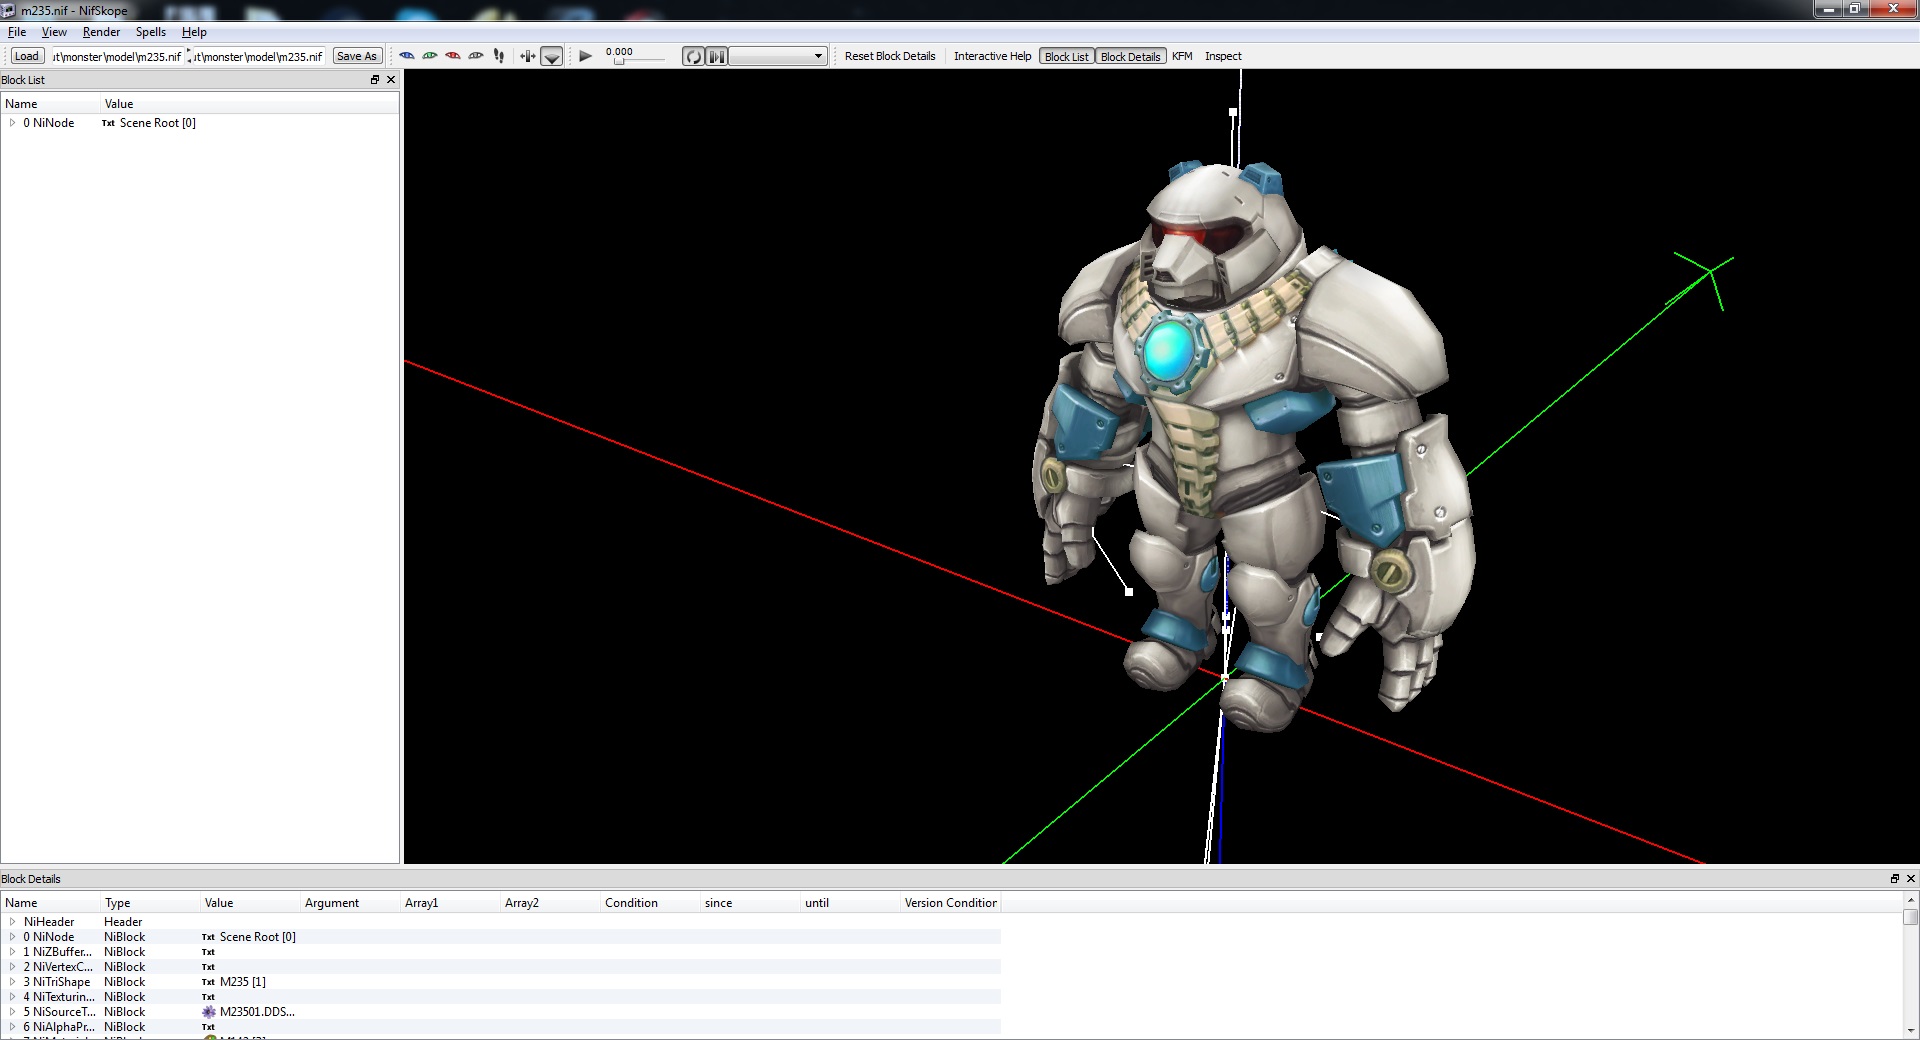 m235.nif - NifSkope
File View Render Spells Help
Load ut\monster\model\m235.nif ut\monster\model\m235.nif Save As 0.000 Reset Block Details Interactive Help Block List Block Details KFM Inspect
Block List
Name Value
0 NiNode Txt Scene Root [0]
Block Details
Name Type Value Argument Array1 Array2 Condition since until Version Condition
NiHeader Header
0 NiNode NiBlock Txt Scene Root [0]
1 NiZBuffer... NiBlock Txt
2 NiVertexC... NiBlock Txt
3 NiTriShape NiBlock Txt M235 [1]
4 NiTexturin... NiBlock Txt
5 NiSourceT... NiBlock M23501.DDS...
6 NiAlphaPr... NiBlock Txt